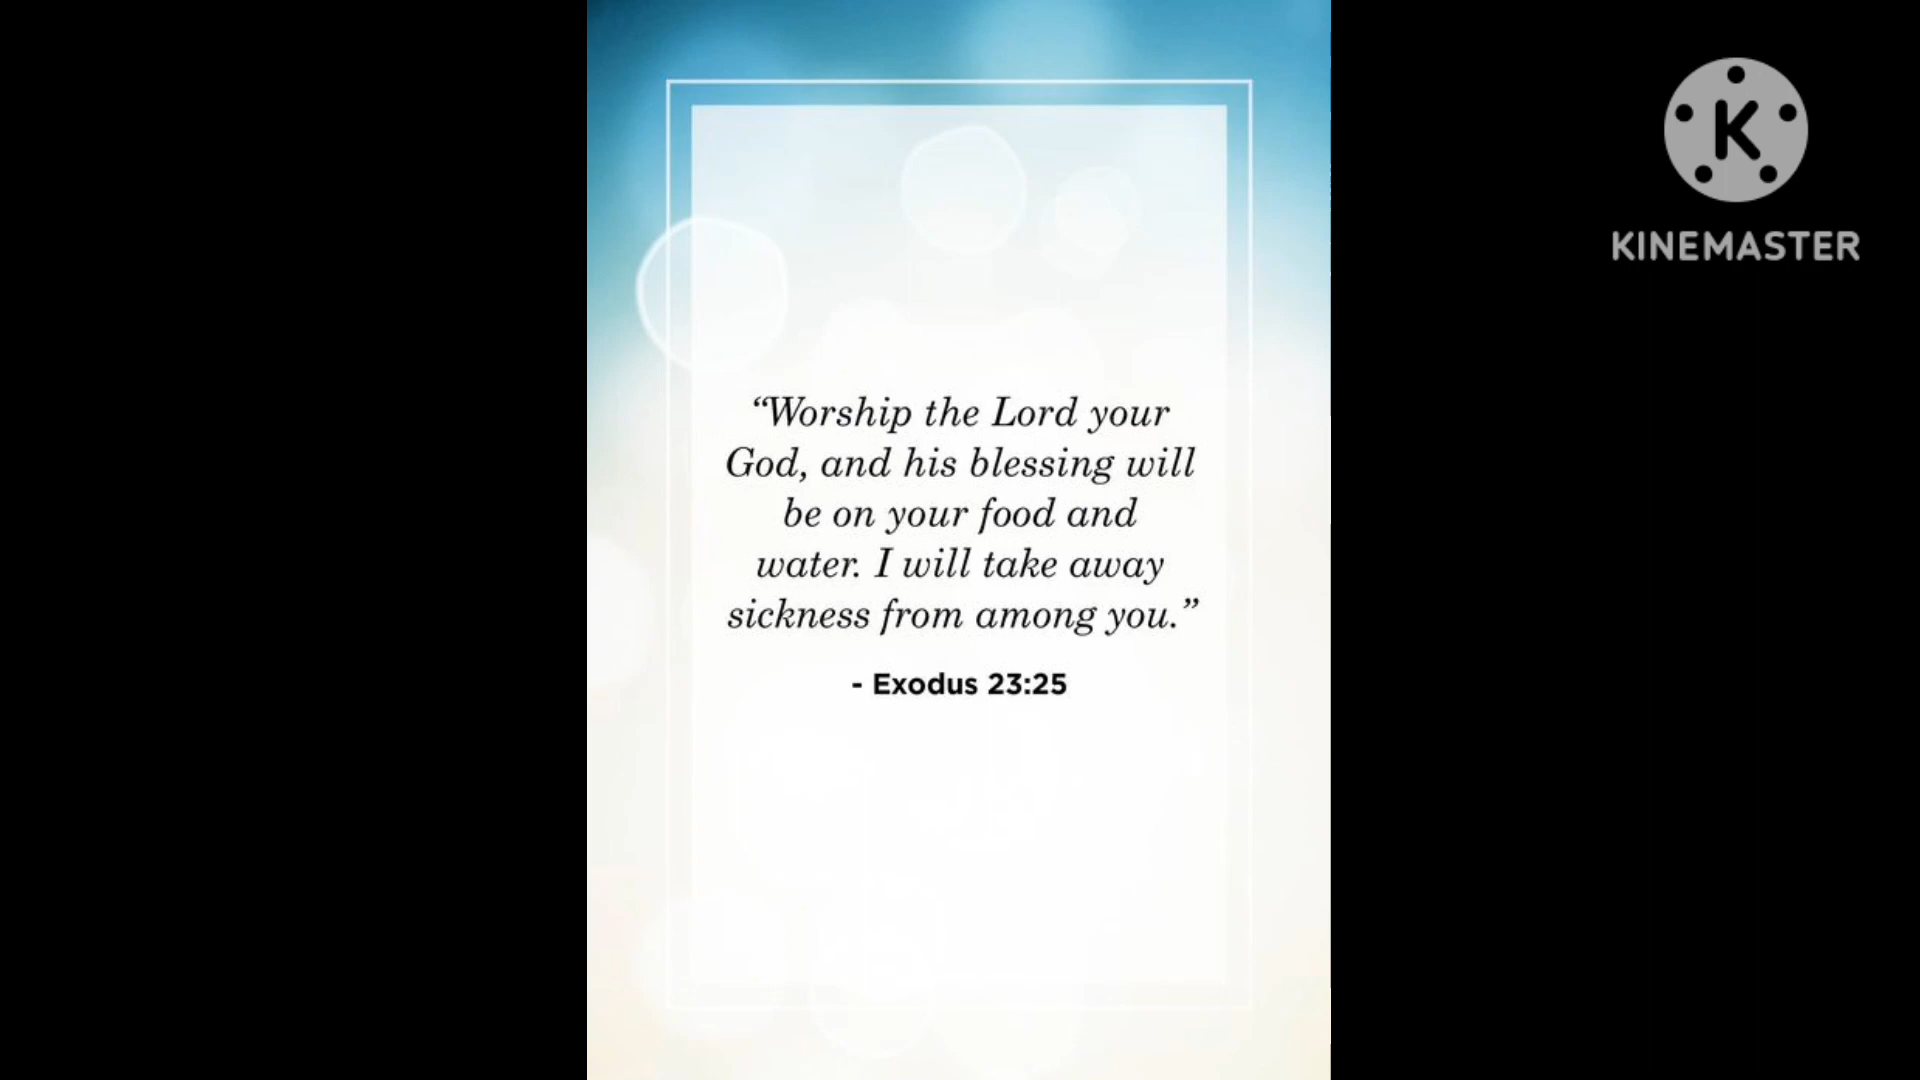 “Worship the Lord your
God, and his blessing will
be on your food and
water. I will take away
sickness from among you.”
- Exodus 23:25
K
KINEMASTER